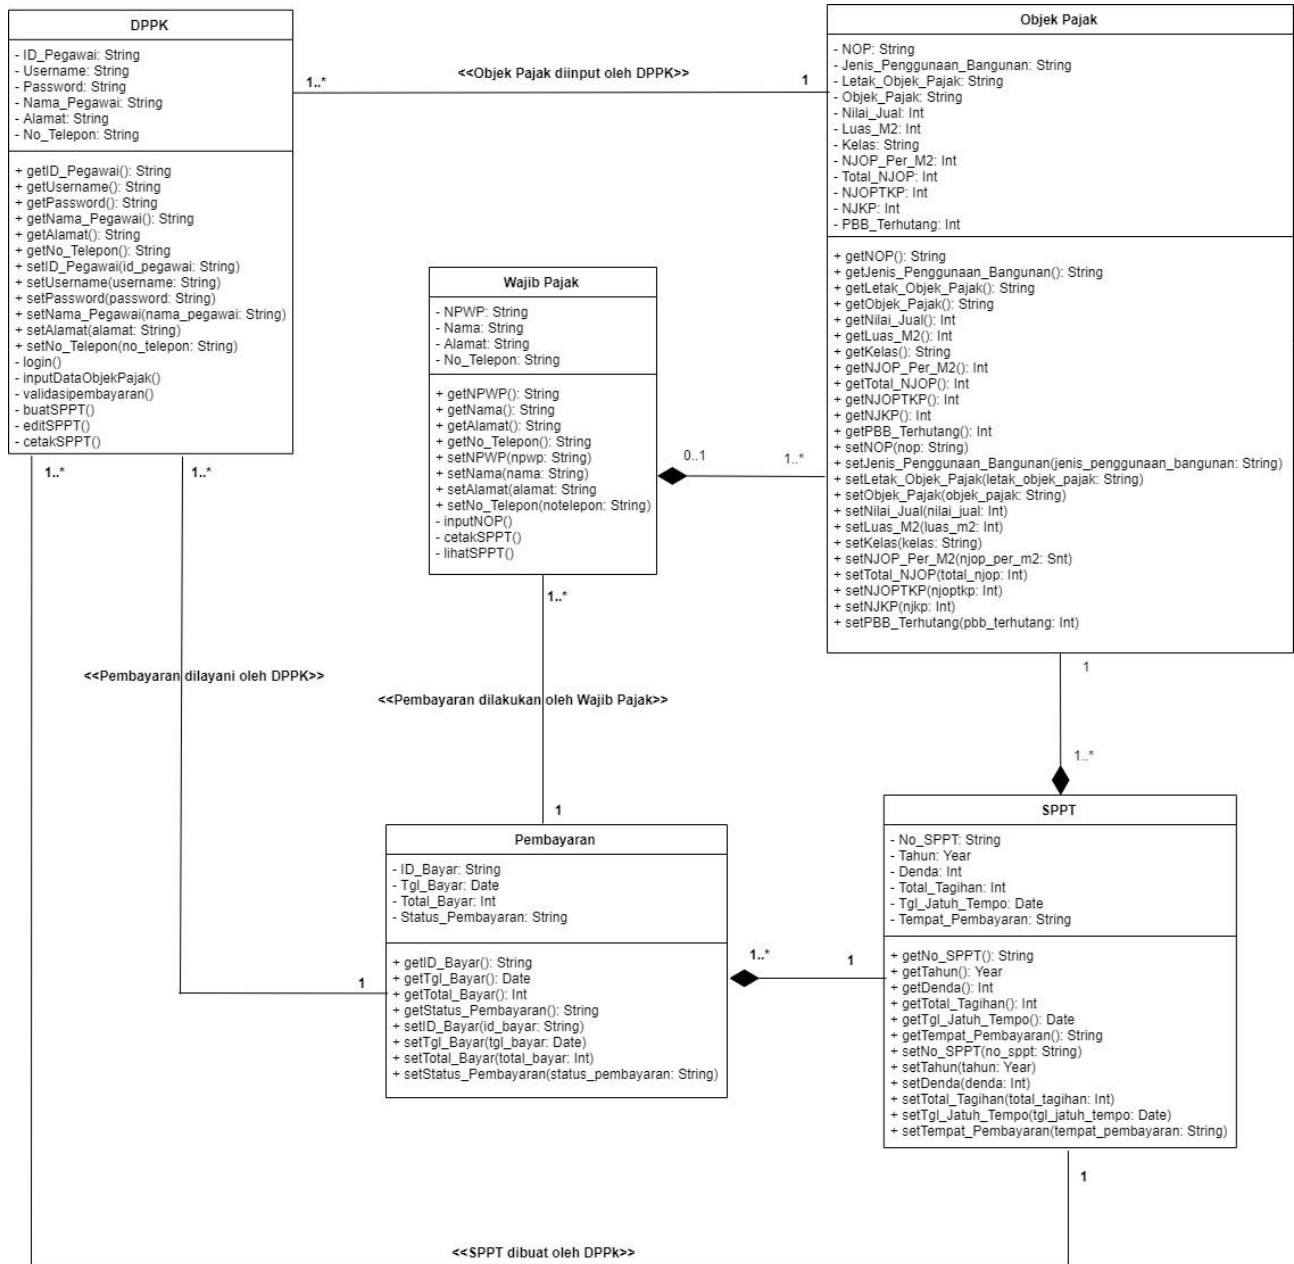 DPPK
- ID_Pegawai: String
- Username: String
- Password: String
- Nama_Pegawai: String
- Alamat: String
- No_Telepon: String
+ getID_Pegawai(): String
+ getUsername(): String
+ getPassword(): String
+ getNama_Pegawai(): String
+ getAlamat(): String
+ getNo_Telepon(): String
+ setID_Pegawai(id_pegawai: String)
+ setUsername(username: String)
+ setPassword(password: String)
+ setNama_Pegawai(nama_pegawai: String)
+ setAlamat(alamat: String)
+ setNo_Telepon(no_telepon: String)
- login()
- inputDataObjekPajak()
- validasipembayaran()
- buatSPPT()
- editSPPT()
- cetakSPPT()
1..*
<<Objek Pajak diinput oleh DPPK>>
1
Objek Pajak
- NOP: String
- Jenis_Penggunaan_Bangunan: String
- Letak_Objek_Pajak: String
- Objek_Pajak: String
- Nilai_Jual: Int
- Luas_M2: Int
- Kelas: String
- NJOP_Per_M2: Int
- Total_NJOP: Int
- NJOPTKP: Int
- NJKP: Int
- PBB_Terhutang: Int
+ getNOP(): String
+ getJenis_Penggunaan_Bangunan(): String
+ getLetak_Objek_Pajak(): String
+ getObjek_Pajak(): String
+ getNilai_Jual(): Int
+ getLuas_M2(): Int
+ getKelas(): String
+ getNJOP_Per_M2(): Int
+ getTotal_NJOP(): Int
+ getNJOPTKP(): Int
+ getNJKP(): Int
+ getPBB_Terhutang(): Int
+ setNOP(nop: String)
+ setJenis_Penggunaan_Bangunan(jenis_penggunaan_bangunan: String)
+ setLetak_Objek_Pajak(letak_objek_pajak: String)
+ setObjek_Pajak(objek_pajak: String)
+ setNilai_Jual(nilai_jual: Int)
+ setLuas_M2(luas_m2: Int)
+ setKelas(kelas: String)
+ setNJOP_Per_M2(njop_per_m2: Snt)
+ setTotal_NJOP(total_njop: Int)
+ setNJOPTKP(njoptkp: Int)
+ setNJKP(njkp: Int)
+ setPBB_Terhutang(pbb_terhutang: Int)
Wajib Pajak
- NPWP: String
- Nama: String
- Alamat: String
- No_Telepon: String
+ getNPWP(): String
+ getNama(): String
+ getAlamat(): String
+ getNo_Telepon(): String
+ setNPWP(npwp: String)
+ setNama(nama: String)
+ setAlamat(alamat: String
+ setNo_Telepon(notelepon: String)
- inputNOP()
- cetakSPPT()
- lihatSPPT()
0..1
1..*
1..*
1..*
1..*
<<Pembayaran dilayani oleh DPPK>>
<<Pembayaran dilakukan oleh Wajib Pajak>>
1
1..*
1
Pembayaran
- ID_Bayar: String
- Tgl_Bayar: Date
- Total_Bayar: Int
- Status_Pembayaran: String
+ getID_Bayar(): String
+ getTgl_Bayar(): Date
+ getTotal_Bayar(): Int
+ getStatus_Pembayaran(): String
+ setID_Bayar(id_bayar: String)
+ setTgl_Bayar(tgl_bayar: Date)
+ setTotal_Bayar(total_bayar: Int)
+ setStatus_Pembayaran(status_pembayaran: String)
1
1..*
1
SPPT
- No_SPPT: String
- Tahun: Year
- Denda: Int
- Total_Tagihan: Int
- Tgl_Jatuh_Tempo: Date
- Tempat_Pembayaran: String
+ getNo_SPPT(): String
+ getTahun(): Year
+ getDenda(): Int
+ getTotal_Tagihan(): Int
+ getTgl_Jatuh_Tempo(): Date
+ getTempat_Pembayaran(): String
+ setNo_SPPT(no_sppt: String)
+ setTahun(tahun: Year)
+ setDenda(denda: Int)
+ setTotal_Tagihan(total_tagihan: Int)
+ setTgl_Jatuh_Tempo(tgl_jatuh_tempo: Date)
+ setTempat_Pembayaran(tempat_pembayaran: String)
1..*
1..*
1
<<SPPT dibuat oleh DPPk>>